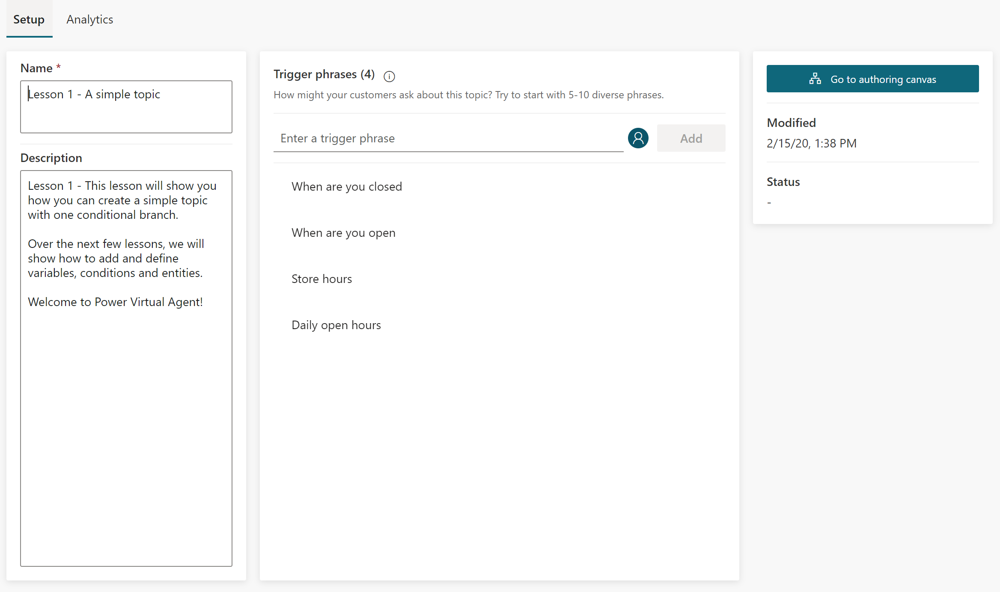 Setup
Analytics
Name *
Lesson 1 - A simple topic
Description
Lesson 1 - This lesson will show you
how you can create a simple topic
with one conditional branch.
Over the next few lessons, we will
show how to add and define
variables, conditions and entities.
Welcome to Power Virtual Agent!
Trigger phrases (4)
How might your customers ask about this topic? Try to start with 5-10 diverse phrases.
Enter a trigger phrase
Add
When are you closed
When are you open
Store hours
Daily open hours
Go to authoring canvas
Modified
2/15/20, 1:38 PM
Status
-